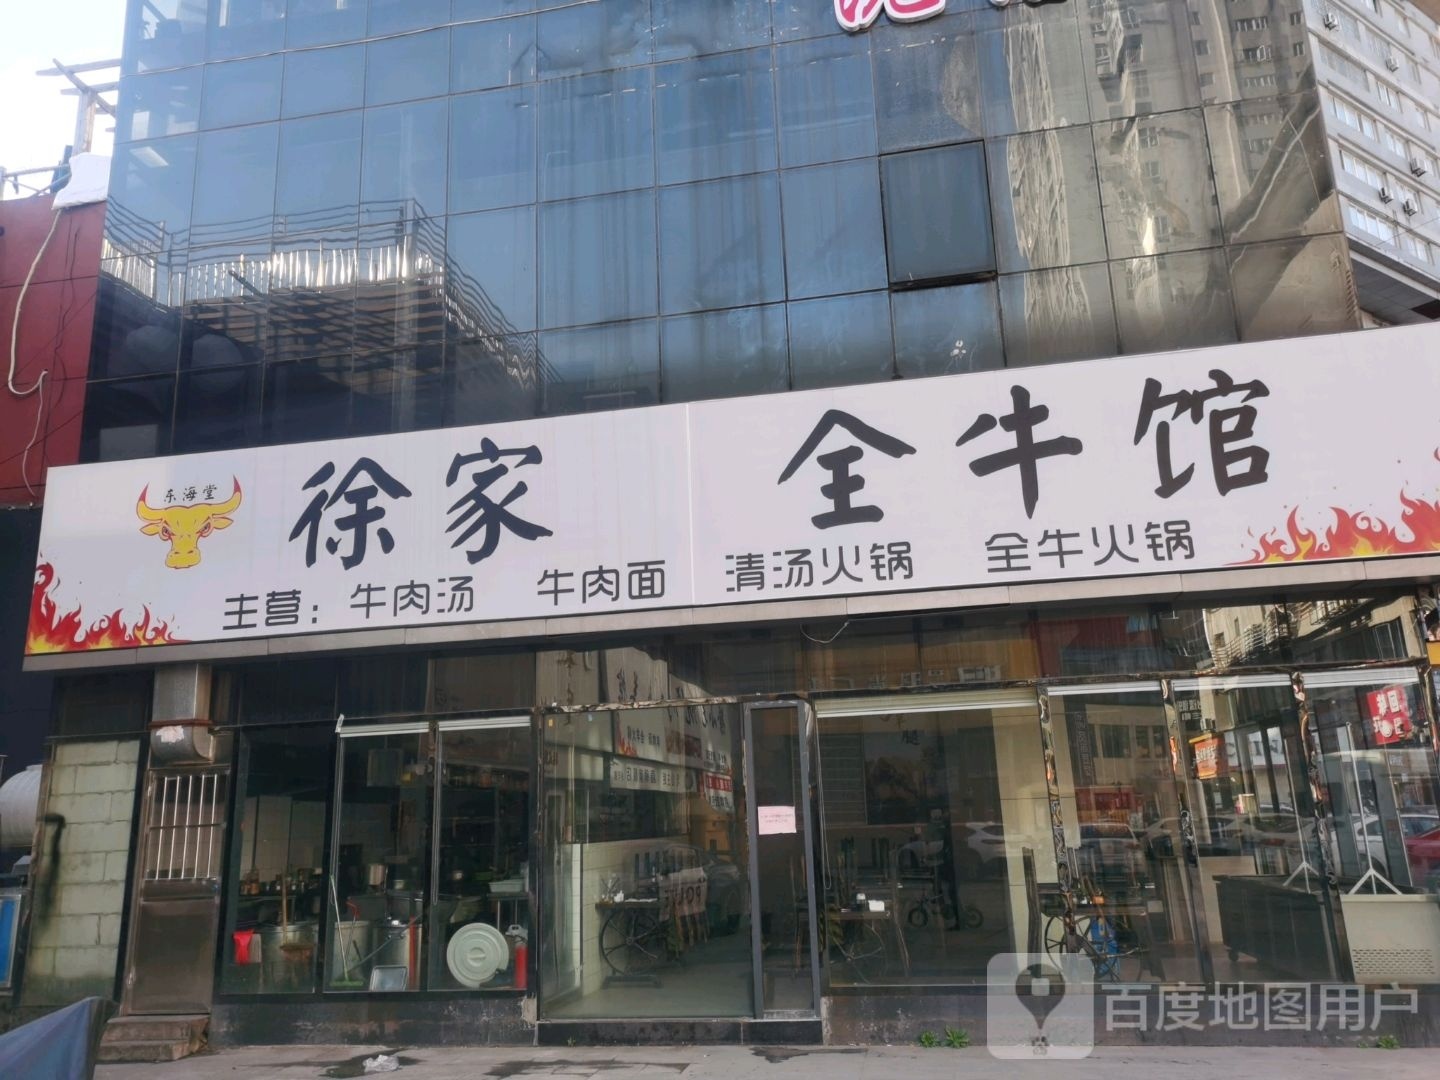 东海堂
徐家 全牛馆
主营：牛肉汤 牛肉面 清汤火锅 全牛火锅
百度地图用户